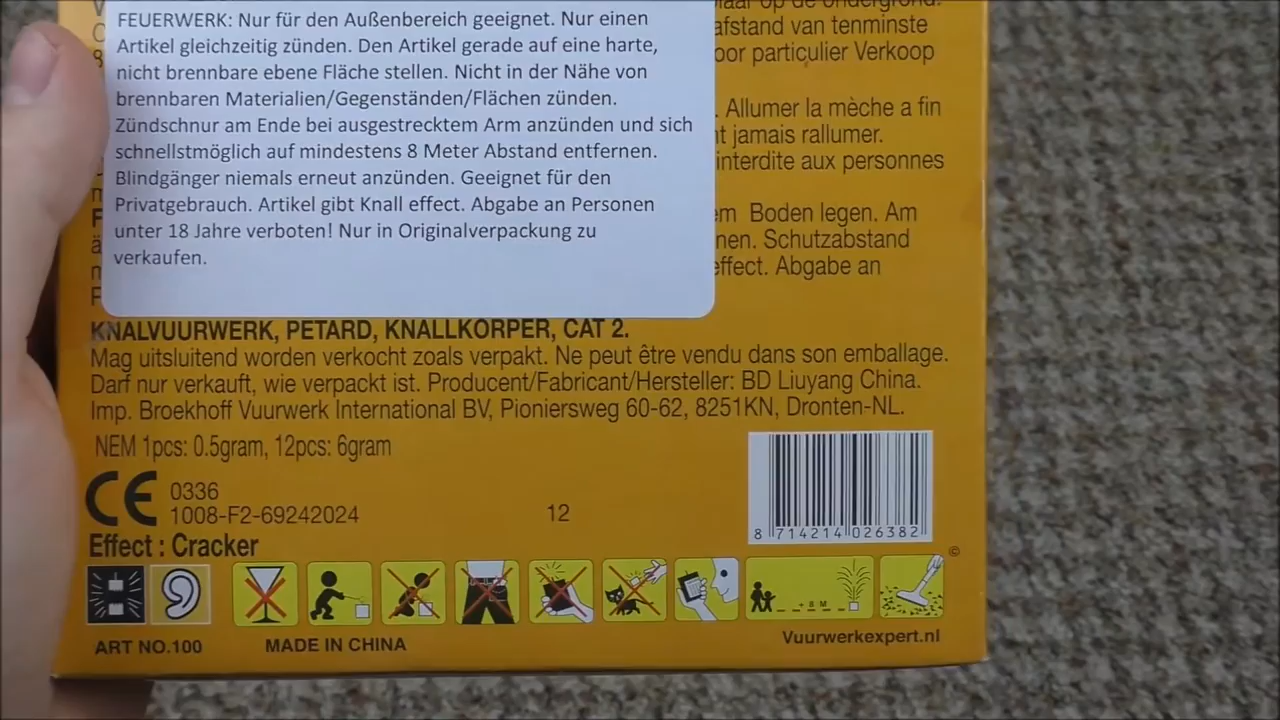 FEUERWERK: Nur für den Außenbereich geeignet. Nur einen
Artikel gleichzeitig zünden. Den Artikel gerade auf eine harte,
nicht brennbare ebene Fläche stellen. Nicht in der Nähe von
brennbaren Materialien/Gegenständen/Flächen zünden.
Zündschnur am Ende bei ausgestrecktem Arm anzünden und sich
schnellstmöglich auf mindestens 8 Meter Abstand entfernen.
Blindgänger niemals erneut anzünden. Geeignet für den
Privatgebrauch. Artikel gibt Knall effect. Abgabe an Personen
unter 18 Jahre verboten! Nur in Originalverpackung zu
verkaufen.
op de ondergrond.
afstand van tenminste
oor particulier Verkoop
. Allumer la mèche a fin
t jamais rallumer.
interdite aux personnes
em Boden legen. Am
nen. Schutzabstand
effect. Abgabe an
KNALVUURWERK, PETARD, KNALLKORPER, CAT 2.
Mag uitsluitend worden verkocht zoals verpakt. Ne peut être vendu dans son emballage.
Darf nur verkauft, wie verpackt ist. Producent/Fabricant/Hersteller: BD Liuyang China.
Imp. Broekhoff Vuurwerk International BV, Pioniersweg 60-62, 8251KN, Dronten-NL.
NEM 1pcs: 0.5gram, 12pcs: 6gram
CE 0336
1008-F2-69242024
12
8 714214 026382
Effect : Cracker
©
+ 8 M
ART NO.100
MADE IN CHINA
Vuurwerkexpert.nl